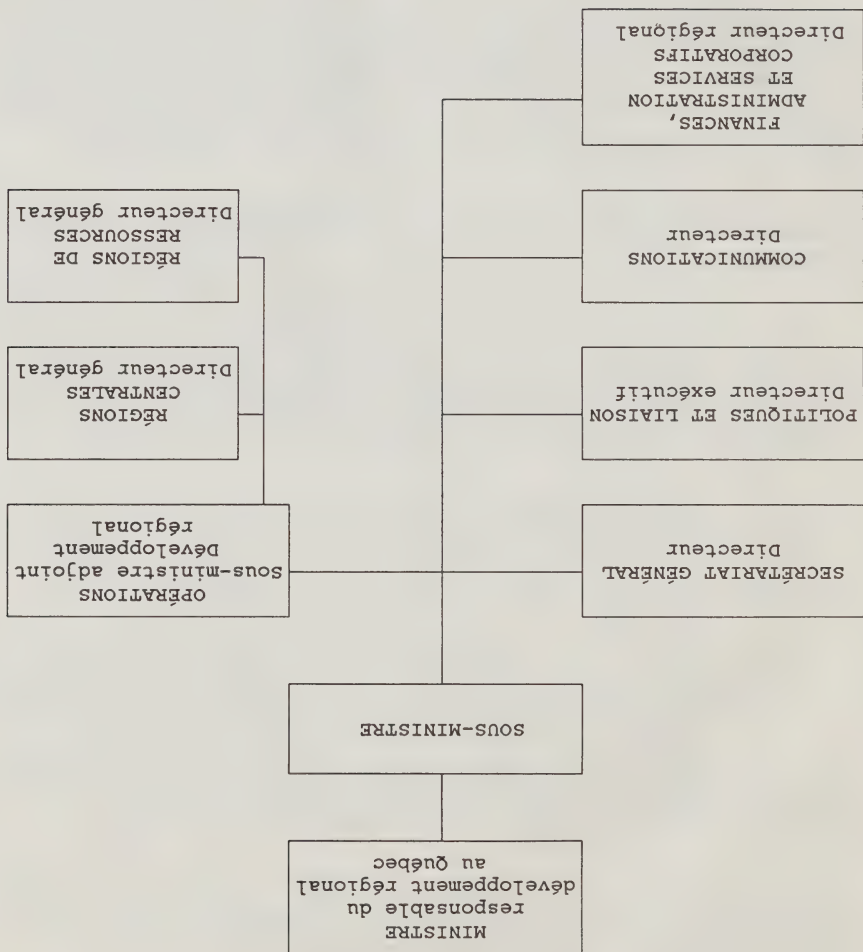 MINISTRE
responsable du
développement régional
au Québec
SOUS-MINISTRE
SECRÉTARIAT GÉNÉRAL
Directeur
OPÉRATIONS
Sous-ministre adjoint
Développement
régional
POLITIQUES ET LIAISON
Directeur exécutif
RÉGIONS
CENTRALES
Directeur général
COMMUNICATIONS
Directeur
RÉGIONS DE
RESSOURCES
Directeur général
FINANCES,
ADMINISTRATION
ET SERVICES
CORPORATIFS
Directeur régional